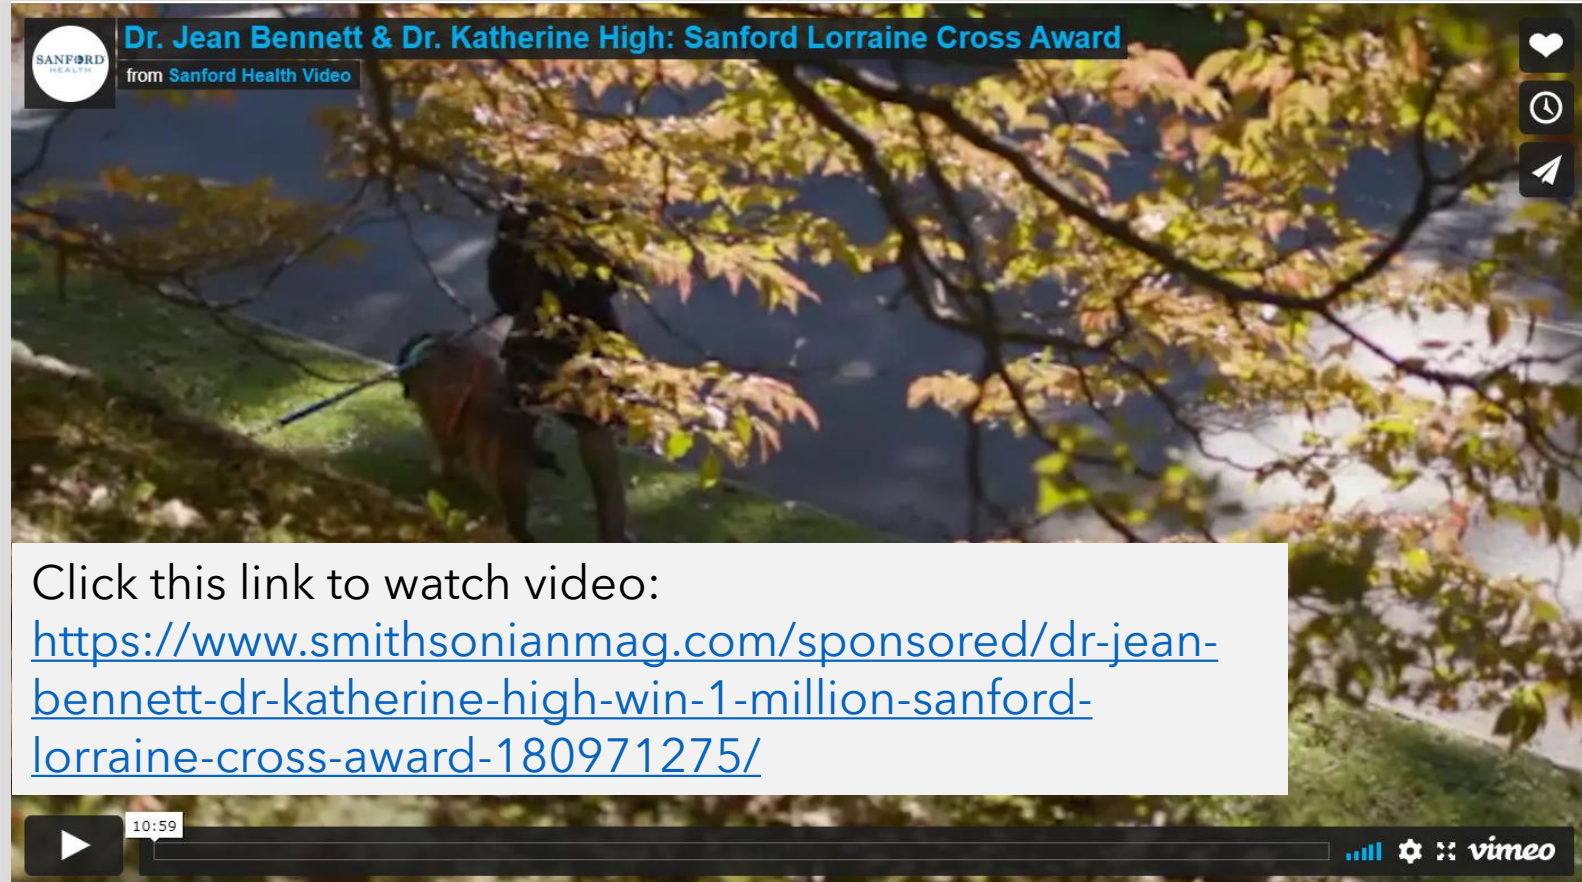 SANFORD
HEALTH
Dr. Jean Bennett & Dr. Katherine High: Sanford Lorraine Cross Award
from Sanford Health Video
Click this link to watch video:
https://www.smithsonianmag.com/sponsored/dr-jean-
bennett-dr-katherine-high-win-1-million-sanford-
lorraine-cross-award-180971275/
10:59
vimeo